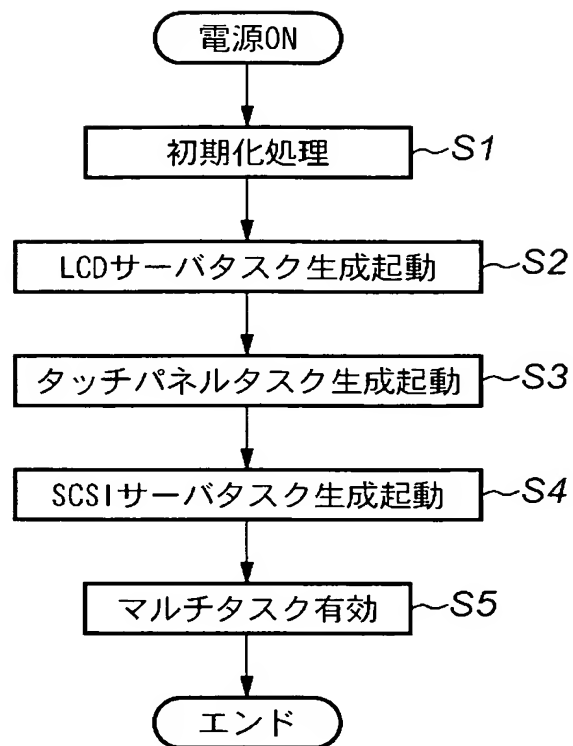 電源ON
初期化処理 S1
LCDサーバタスク生成起動 S2
タッチパネルタスク生成起動 S3
SCSIサーバタスク生成起動 S4
マルチタスク有効 S5
エンド